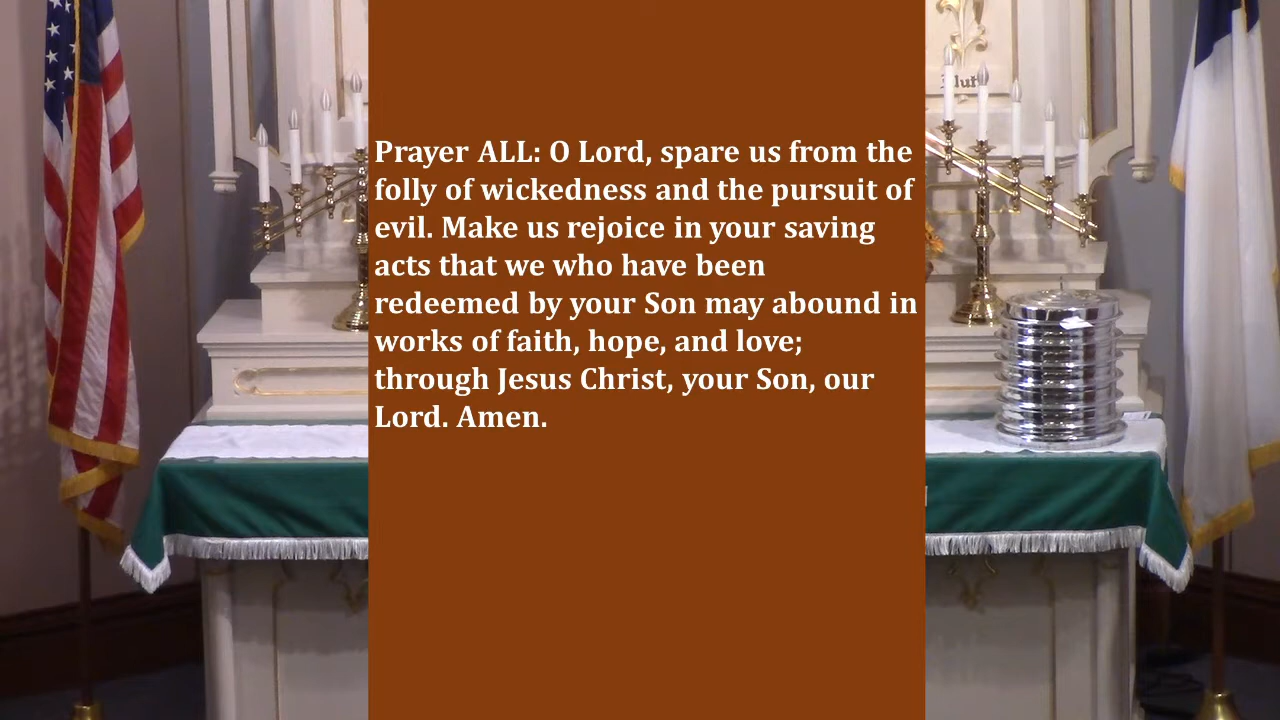 Blut
Prayer ALL: O Lord, spare us from the
folly of wickedness and the pursuit of
evil. Make us rejoice in your saving
acts that we who have been
redeemed by your Son may abound in
works of faith, hope, and love;
through Jesus Christ, your Son, our
Lord. Amen.